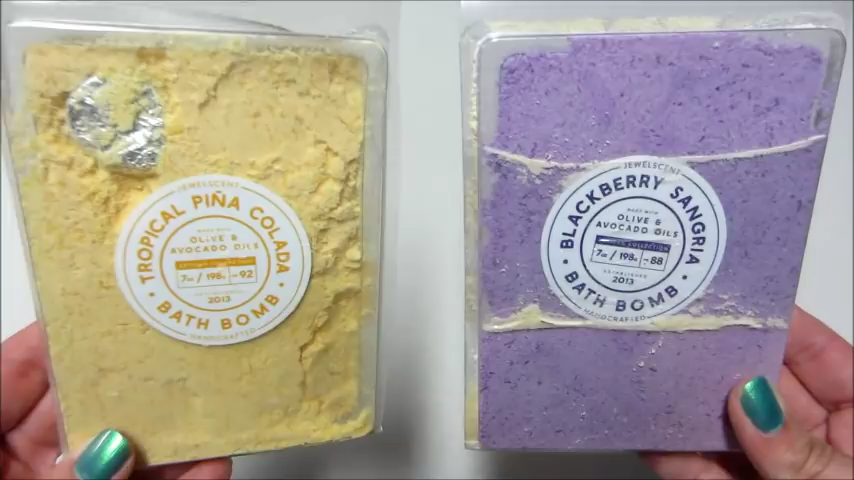 JEWELSCENT
TROPICAL PIÑA COLADA
MADE WITH
OLIVE &
AVOCADO OILS
7oz / 198g
92
2013
BATH BOMB
HANDCRAFTED
JEWELSCENT
BLACKBERRY SANGRIA
MADE WITH
OLIVE &
AVOCADO OILS
7oz / 198g
88
ESTABLISHED
2013
BATH BOMB
HANDCRAFTED